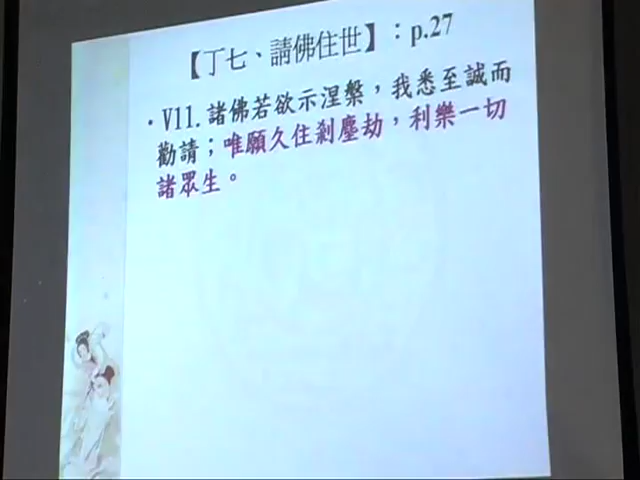 【丁七、請佛住世】：p.27
·V11.諸佛若欲示涅槃，我悉至誠而
勸請；唯願久住剎塵劫，利樂一切
諸眾生。